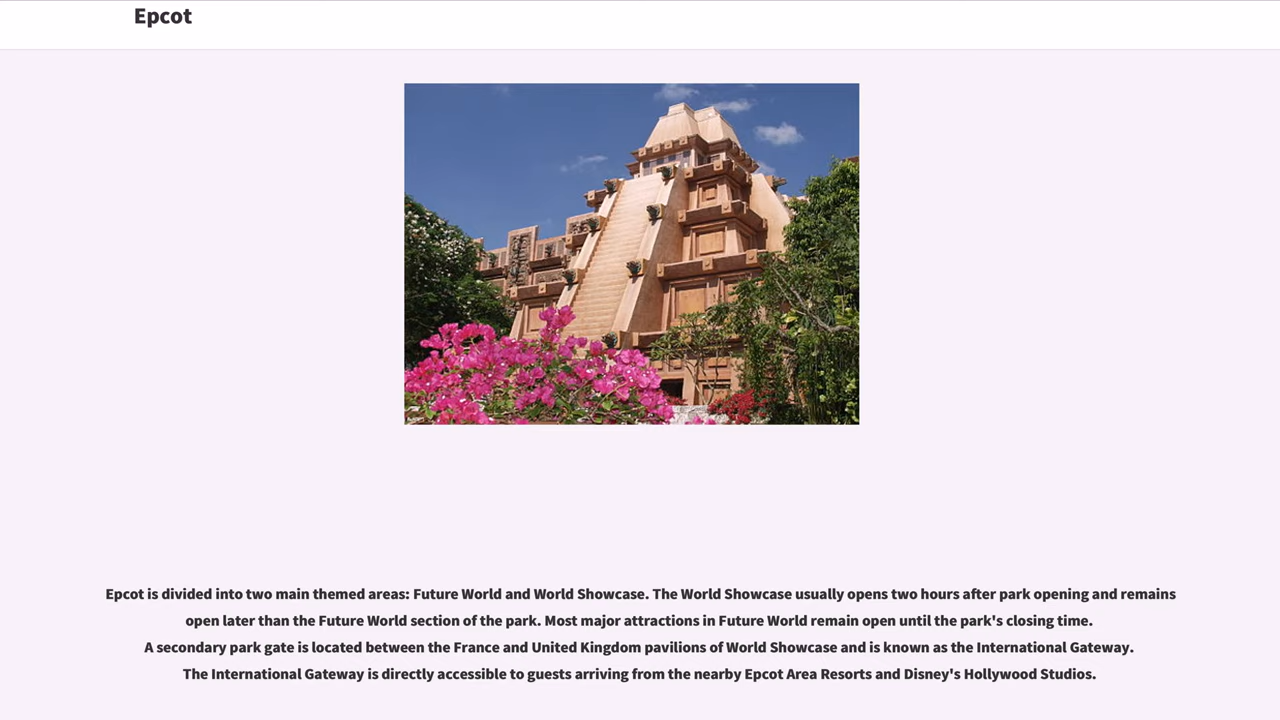 Epcot
Epcot is divided into two main themed areas: Future World and World Showcase. The World Showcase usually opens two hours after park opening and remains
open later than the Future World section of the park. Most major attractions in Future World remain open until the park's closing time.
A secondary park gate is located between the France and United Kingdom pavilions of World Showcase and is known as the International Gateway.
The International Gateway is directly accessible to guests arriving from the nearby Epcot Area Resorts and Disney's Hollywood Studios.